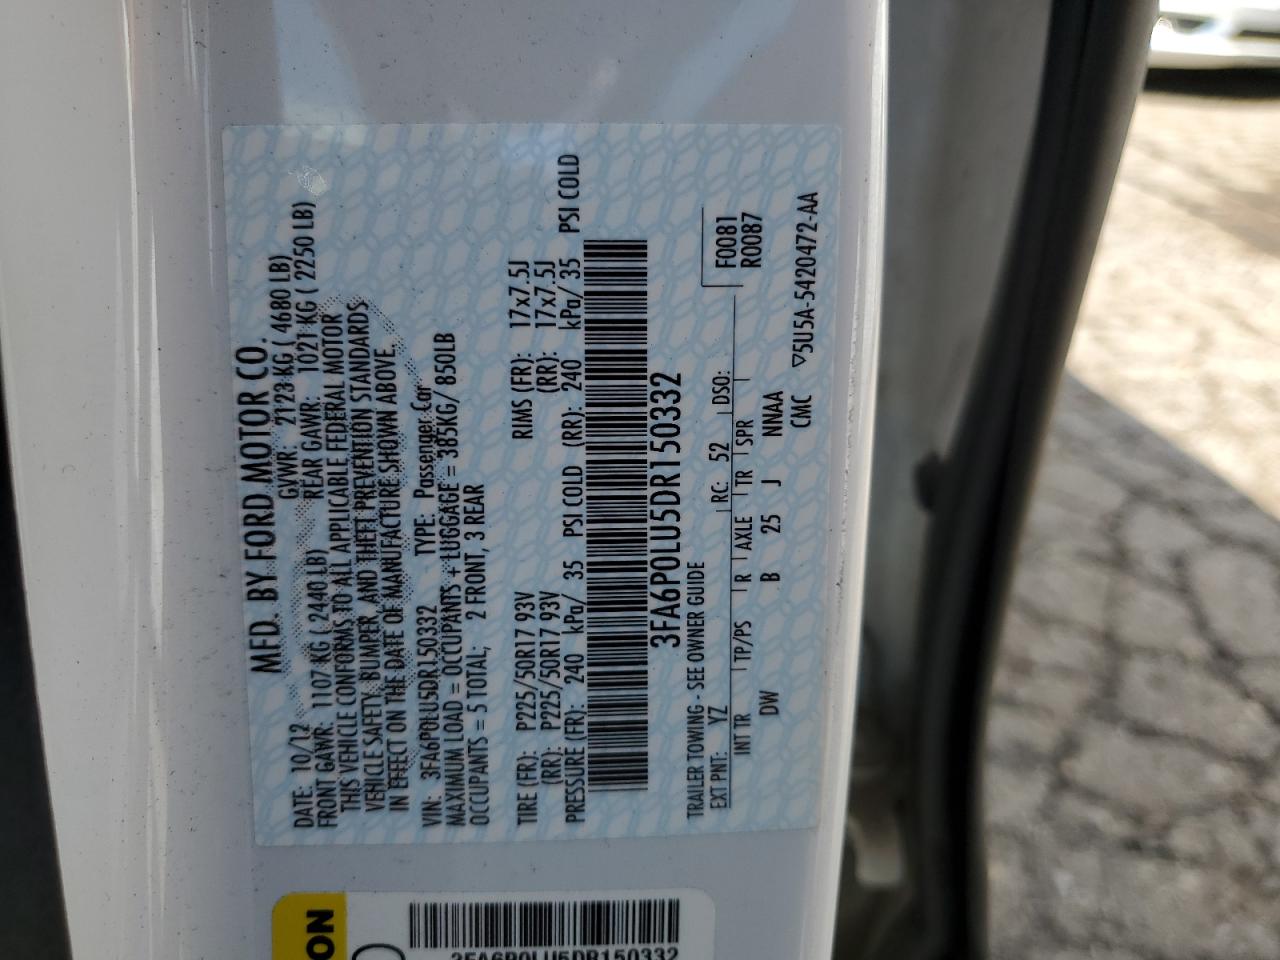 MFD. BY FORD MOTOR CO.
DATE: 10/12 GVWR: 2123 KG ( 4680 LB)
FRONT GAWR: 1107 KG ( 2440 LB) REAR GAWR: 1021 KG ( 2250 LB)
THIS VEHICLE CONFORMS TO ALL APPLICABLE FEDERAL MOTOR
VEHICLE SAFETY, BUMPER, AND THEFT PREVENTION STANDARDS
IN EFFECT ON THE DATE OF MANUFACTURE SHOWN ABOVE.
VIN: 3FA6P0LU5DR150332 TYPE: Passenger Car
MAXIMUM LOAD = OCCUPANTS + LUGGAGE = 385KG/ 850LB
OCCUPANTS = 5 TOTAL; 2 FRONT, 3 REAR
TIRE (FR): P225/50R17 93V RIMS (FR): 17x7.5J
(RR): P225/50R17 93V (RR): 17x7.5J
PRESSURE (FR): 240 kPa/ 35 PSI COLD (RR): 240 kPa/ 35 PSI COLD
3FA6P0LU5DR150332
TRAILER TOWING - SEE OWNER GUIDE F0081
R0087
EXT PNT: YZ RC: 52 DSO:
INT TR TP/PS R AXLE TR SPR
DW B 25 J NNAA
CMC ▽5U5A-5420472-AA
ON
3FA6P0LU5DR150332